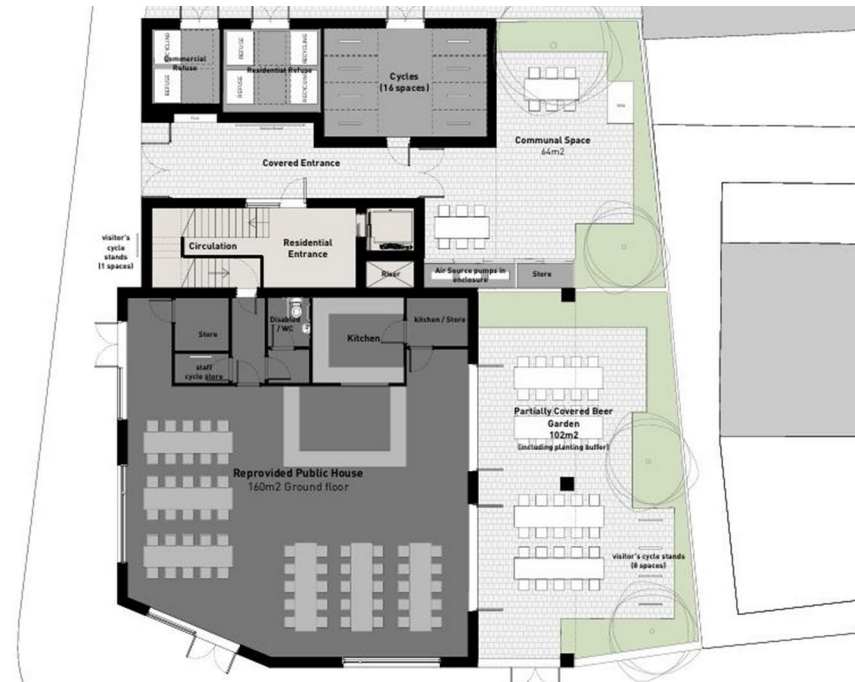 RECYCLING
Commercial
Refuse
REFUSE
REFUSE
RECYCLING
Residential Refuse
REFUSE
RECYCLING
Cycles
(16 spaces)
Communal Space
64m2
Covered Entrance
visitor's
cycle
stands
(1 spaces)
Circulation
Residential
Entrance
Riser
Air Source pumps in
enclosure
Store
Store
Disabled
/ WC
Kitchen
kitchen / Store
staff
cycle store
Partially Covered Beer
Garden
102m2
(including planting buffer)
Reprovided Public House
160m2 Ground floor
visitor's cycle stands
(8 spaces)